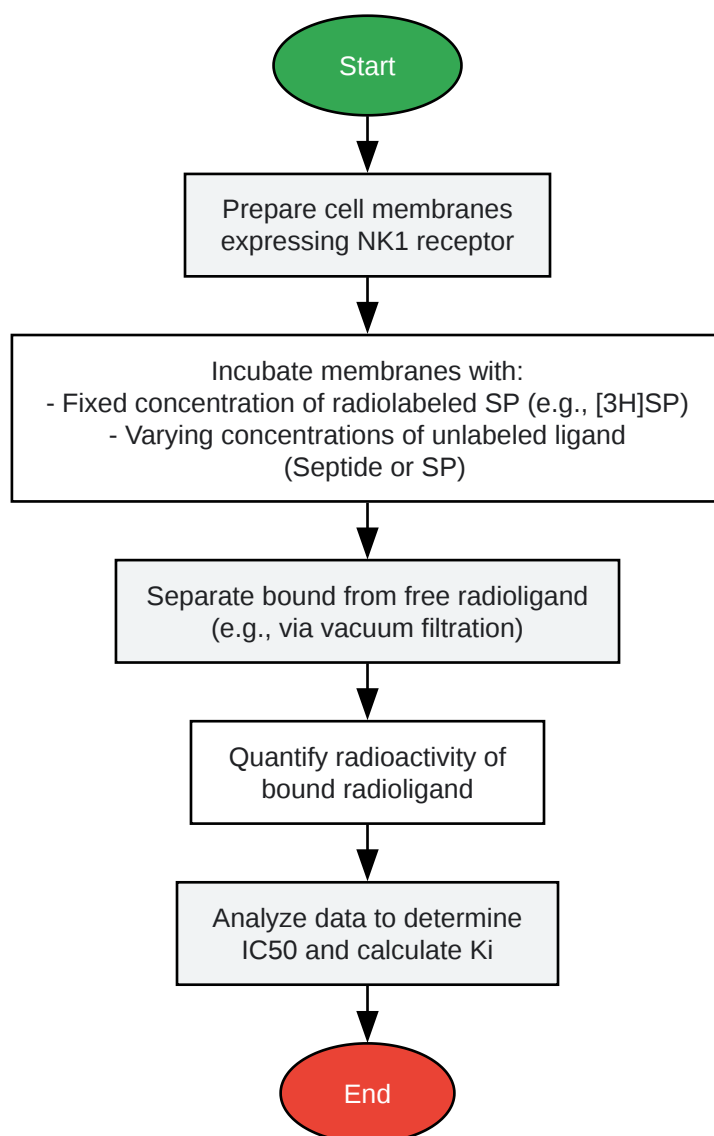 Start
Prepare cell membranes
expressing NK1 receptor
Incubate membranes with:
- Fixed concentration of radiolabeled SP (e.g., [3H]SP)
- Varying concentrations of unlabeled ligand
(Septide or SP)
Separate bound from free radioligand
(e.g., via vacuum filtration)
Quantify radioactivity of
bound radioligand
Analyze data to determine
IC50 and calculate Ki
End